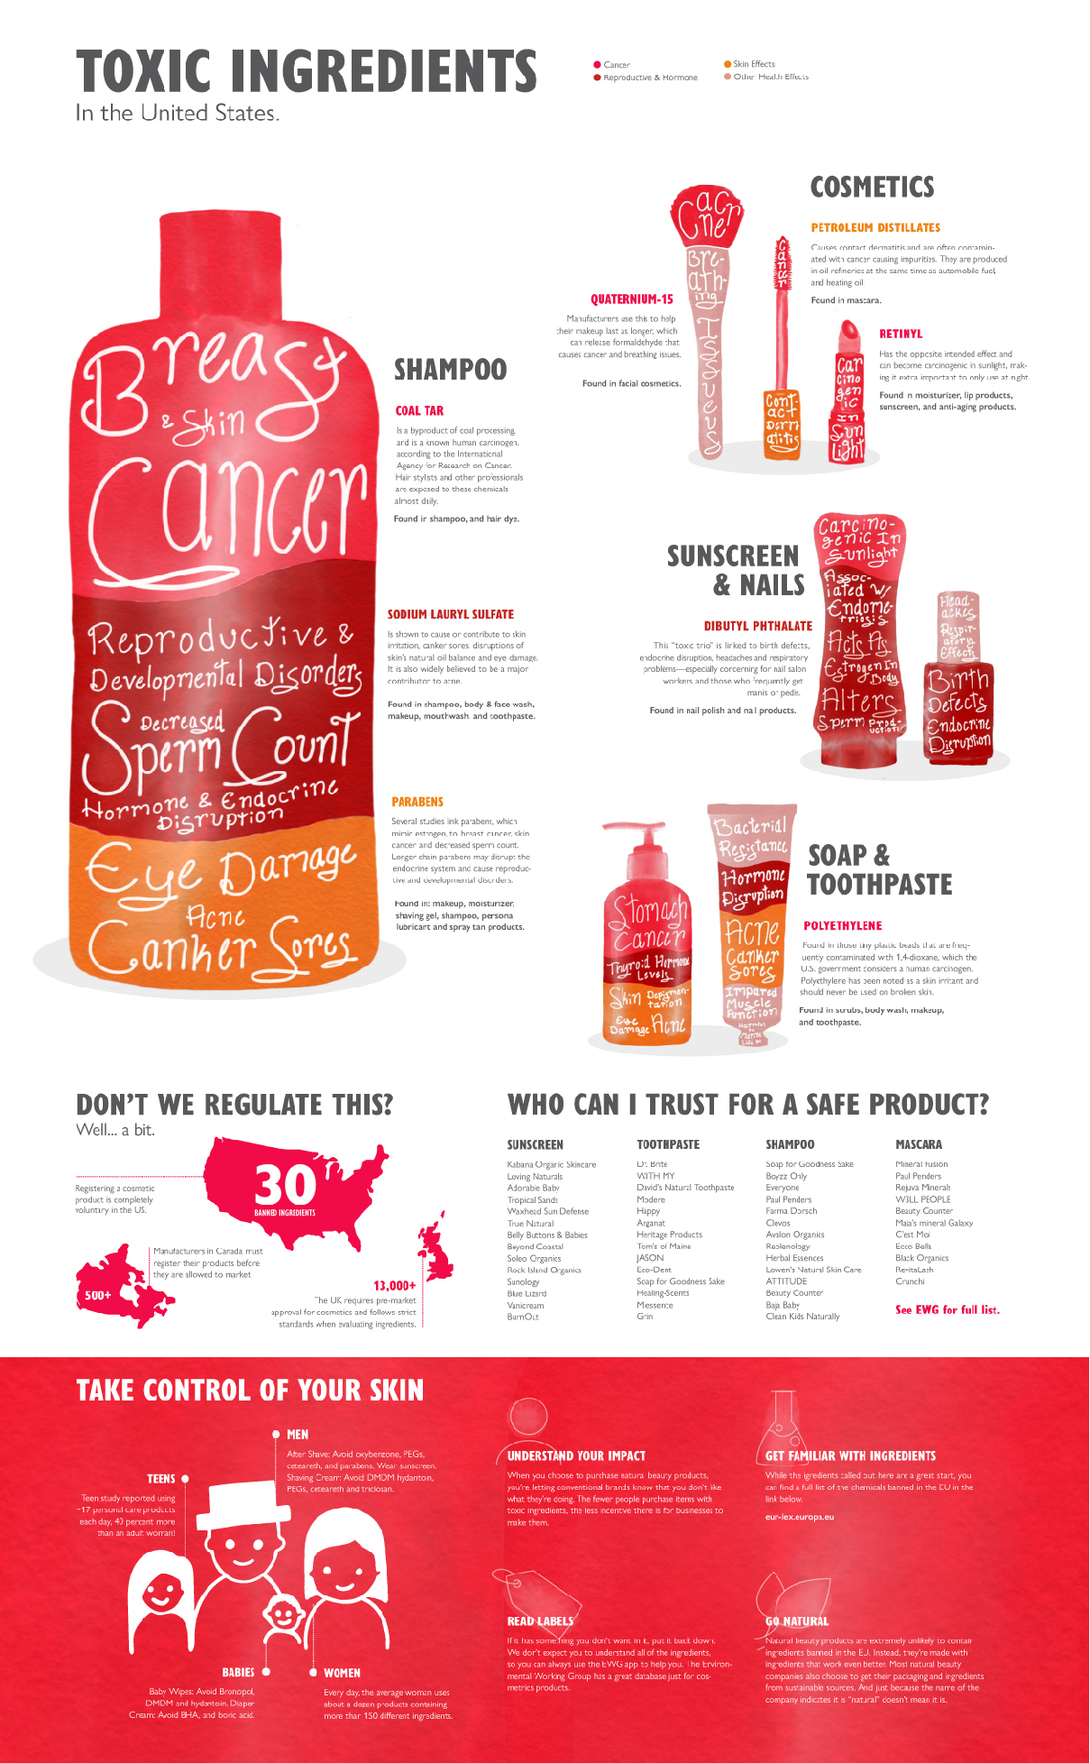 TOXIC INGREDIENTS
In the United States.
Cancer
Reproductive & Hormone
Skin Effects
Other Health Effects
Breast
& Skin
Cancer
Reproductive &
Developmental Disorders
Decreased
Sperm Count
Hormone & Endocrine
Disruption
Eye Damage
Acne
Canker Sores
SHAMPOO
COAL TAR
Is a byproduct of coal processing,
and is a known human carcinogen,
according to the International
Agency for Research on Cancer.
Hair stylists and other professionals
are exposed to these chemicals
almost daily.
Found in shampoo, and hair dye.
SODIUM LAURYL SULFATE
Is shown to cause or contribute to skin
irritation, canker sores, disruptions of
skin's natural oil balance and eye damage.
It is also widely believed to be a major
contributor to acne.
Found in shampoo, body & face wash,
makeup, mouthwash, and toothpaste.
PARABENS
Several studies link parabens, which
mimic estrogen, to breast cancer, skin
cancer and decreased sperm count.
Longer chain parabens may disrupt the
endocrine system and cause reproduc-
tive and developmental disorders.
Found in: makeup, moisturizer,
shaving gel, shampoo, persona
lubricant and spray tan products.
COSMETICS
PETROLEUM DISTILLATES
Causes contact dermatitis and are often contamin-
ated with cancer causing impurities. They are produced
in oil refineries at the same time as automobile fuel,
and heating oil.
Found in mascara.
QUATERNIUM-15
Manufacturers use this to help
their makeup last as longer, which
can release formaldehyde that
causes cancer and breathing issues.
Found in facial cosmetics.
RETINYL
Has the opposite intended effect and
can become carcinogenic in sunlight, mak-
ing it extra important to only use at night.
Found in moisturizer, lip products,
sunscreen, and anti-aging products.
Cacner
Bre-
ath-
ing
Issueus
Cancer
Cont-
act
Derm
atitis
Car
cino
gen
ic
In
Sun
Light
SUNSCREEN
& NAILS
DIBUTYL PHTHALATE
This "toxic trio" is linked to birth defects,
endocrine disruption, headaches and respiratory
problems—especially concerning for nail salon
workers and those who frequently get
manis or pedis.
Found in nail polish and nail products.
Carcino-
genic In
Sunlight
Assoc-
iated w/
Endome-
triosis
Acts As
Estrogen In
Body
Alters
Sperm Prod-
uction
Head-
aches
Respir-
atory
Effects
Birth
Defects
Endocrine
Disruption
SOAP &
TOOTHPASTE
POLYETHYLENE
Found in those tiny plastic beads that are freq-
uently contaminated with 1,4-dioxane, which the
U.S. government considers a human carcinogen.
Polyethylene has been noted as a skin irritant and
should never be used on broken skin.
Found in scrubs, body wash, makeup,
and toothpaste.
Stomach
Cancer
Thyroid Hormone
Levels
Skin Depigmen-
tation
Eye
Damage Acne
Bacterial
Resistance
Hormone
Disruption
Acne
Canker
Sores
Impared
Muscle
Function
Harmful
to
DON'T WE REGULATE THIS?
Well... a bit.
30
BANNED INGREDIENTS
Registering a cosmetic
product is completely
voluntary in the US.
Manufacturers in Canada must
register their products before
they are allowed to market
500+
13,000+
The UK requires pre-market
approval for cosmetics and follows strict
standards when evaluating ingredients.
WHO CAN I TRUST FOR A SAFE PRODUCT?
SUNSCREEN
Kabana Organic Skincare
Loving Naturals
Adorable Baby
Tropical Sands
Waxhead Sun Defense
True Natural
Belly Buttons & Babies
Beyond Coastal
Soleo Organics
Rock Island Organics
Sunology
Blue Lizard
Vanicream
BurnOut
TOOTHPASTE
Dr. Brite
WITH MY
David's Natural Toothpaste
Modere
Happy
Arganat
Heritage Products
Tom's of Maine
JASON
Eco-Dent
Soap for Goodness Sake
Healing-Scents
Miessence
Grin
SHAMPOO
Soap for Goodness Sake
Boyzz Only
Everyone
Paul Penders
Farma Dorsch
Clevos
Avalon Organics
Replenology
Herbal Essences
Lowen's Natural Skin Care
ATTITUDE
Beauty Counter
Baja Baby
Clean Kids Naturally
MASCARA
Mineral Fusion
Paul Penders
Rejuva Minerals
W3LL PEOPLE
Beauty Counter
Maia's mineral Galaxy
C'est Moi
Ecco Bella
Black Organics
RevitaLash
Crunchi
See EWG for full list.
TAKE CONTROL OF YOUR SKIN
MEN
After Shave: Avoid oxybenzone, PEGs,
ceteareth, and parabens. Wear sunscreen.
Shaving Cream: Avoid DMDM hydantoin,
PEGs, ceteareth and triclosan.
TEENS
Teen study reported using
~17 personal care products
each day, 40 percent more
than an adult woman!
BABIES
Baby Wipes: Avoid Bronopol,
DMDM and hydantoin. Diaper
Cream: Avoid BHA, and boric acid.
WOMEN
Every day, the average woman uses
about a dozen products containing
more than 150 different ingredients.
UNDERSTAND YOUR IMPACT
When you choose to purchase natural beauty products,
you're letting conventional brands know that you don't like
what they're doing. The fewer people purchase items with
toxic ingredients, the less incentive there is for businesses to
make them.
GET FAMILIAR WITH INGREDIENTS
While the igredients called out here are a great start, you
can find a full list of the chemicals banned in the EU in the
link below.
eur-lex.europa.eu
READ LABELS
If it has something you don't want in it, put it back down.
We don't expect you to understand all of the ingredients,
so you can always use the EWG app to help you. The Environ-
mental Working Group has a great database just for cos-
metrics products.
GO NATURAL
Natural beauty products are extremely unlikely to contain
ingredients banned in the EU. Instead, they're made with
ingredients that work even better. Most natural beauty
companies also choose to get their packaging and ingredients
from sustainable sources. And just because the name of the
company indicates it is "natural" doesn't mean it is.